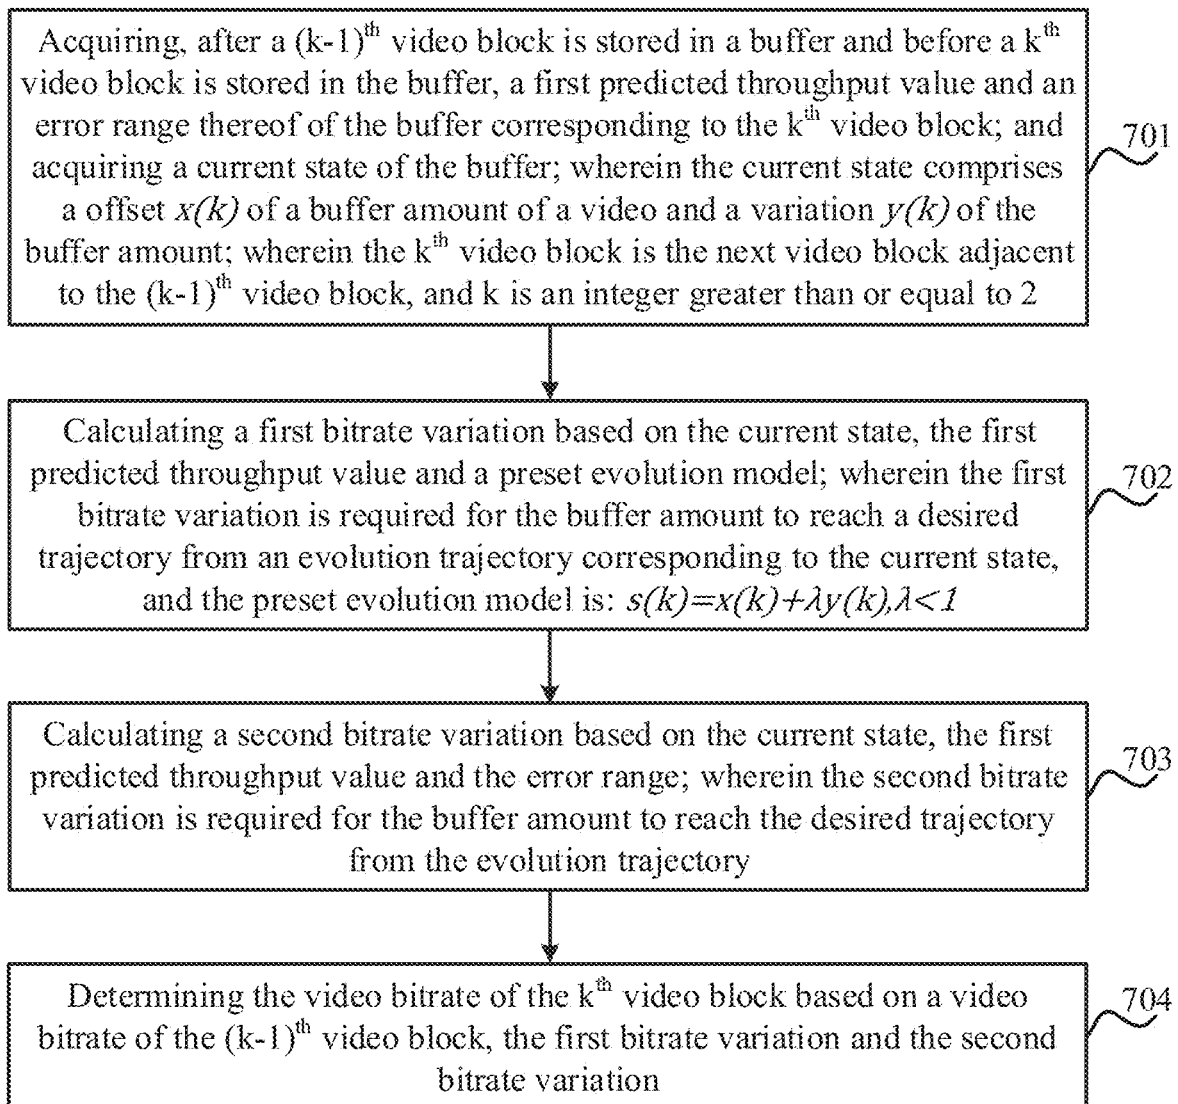 Acquiring, after a (k-1)th video block is stored in a buffer and before a kth
video block is stored in the buffer, a first predicted throughput value and an
error range thereof of the buffer corresponding to the kth video block; and
acquiring a current state of the buffer; wherein the current state comprises
a offset x(k) of a buffer amount of a video and a variation y(k) of the
buffer amount; wherein the kth video block is the next video block adjacent
to the (k-1)th video block, and k is an integer greater than or equal to 2
701
Calculating a first bitrate variation based on the current state, the first
predicted throughput value and a preset evolution model; wherein the first
bitrate variation is required for the buffer amount to reach a desired
trajectory from an evolution trajectory corresponding to the current state,
and the preset evolution model is: s(k)=x(k)+λy(k),λ<1
702
Calculating a second bitrate variation based on the current state, the first
predicted throughput value and the error range; wherein the second bitrate
variation is required for the buffer amount to reach the desired trajectory
from the evolution trajectory
703
Determining the video bitrate of the kth video block based on a video
bitrate of the (k-1)th video block, the first bitrate variation and the second
bitrate variation
704